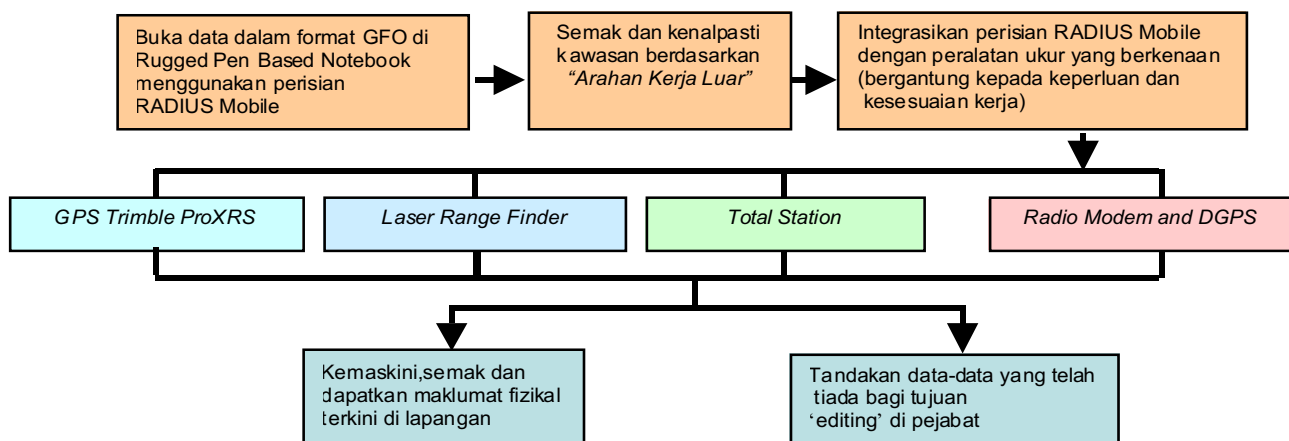 Buka data dalam format GFO di
Rugged Pen Based Notebook
menggunakan perisian
RADIUS Mobile
Semak dan kenalpasti
kawasan berdasarkan
“Arahan Kerja Luar”
Integrasikan perisian RADIUS Mobile
dengan peralatan ukur yang berkenaan
(bergantung kepada keperluan dan
kesesuaian kerja)
GPS Trimble ProXRS
Laser Range Finder
Total Station
Radio Modem and DGPS
Kemaskini,semak dan
dapatkan maklumat fizikal
terkini di lapangan
Tandakan data-data yang telah
tiada bagi tujuan
‘editing’ di pejabat